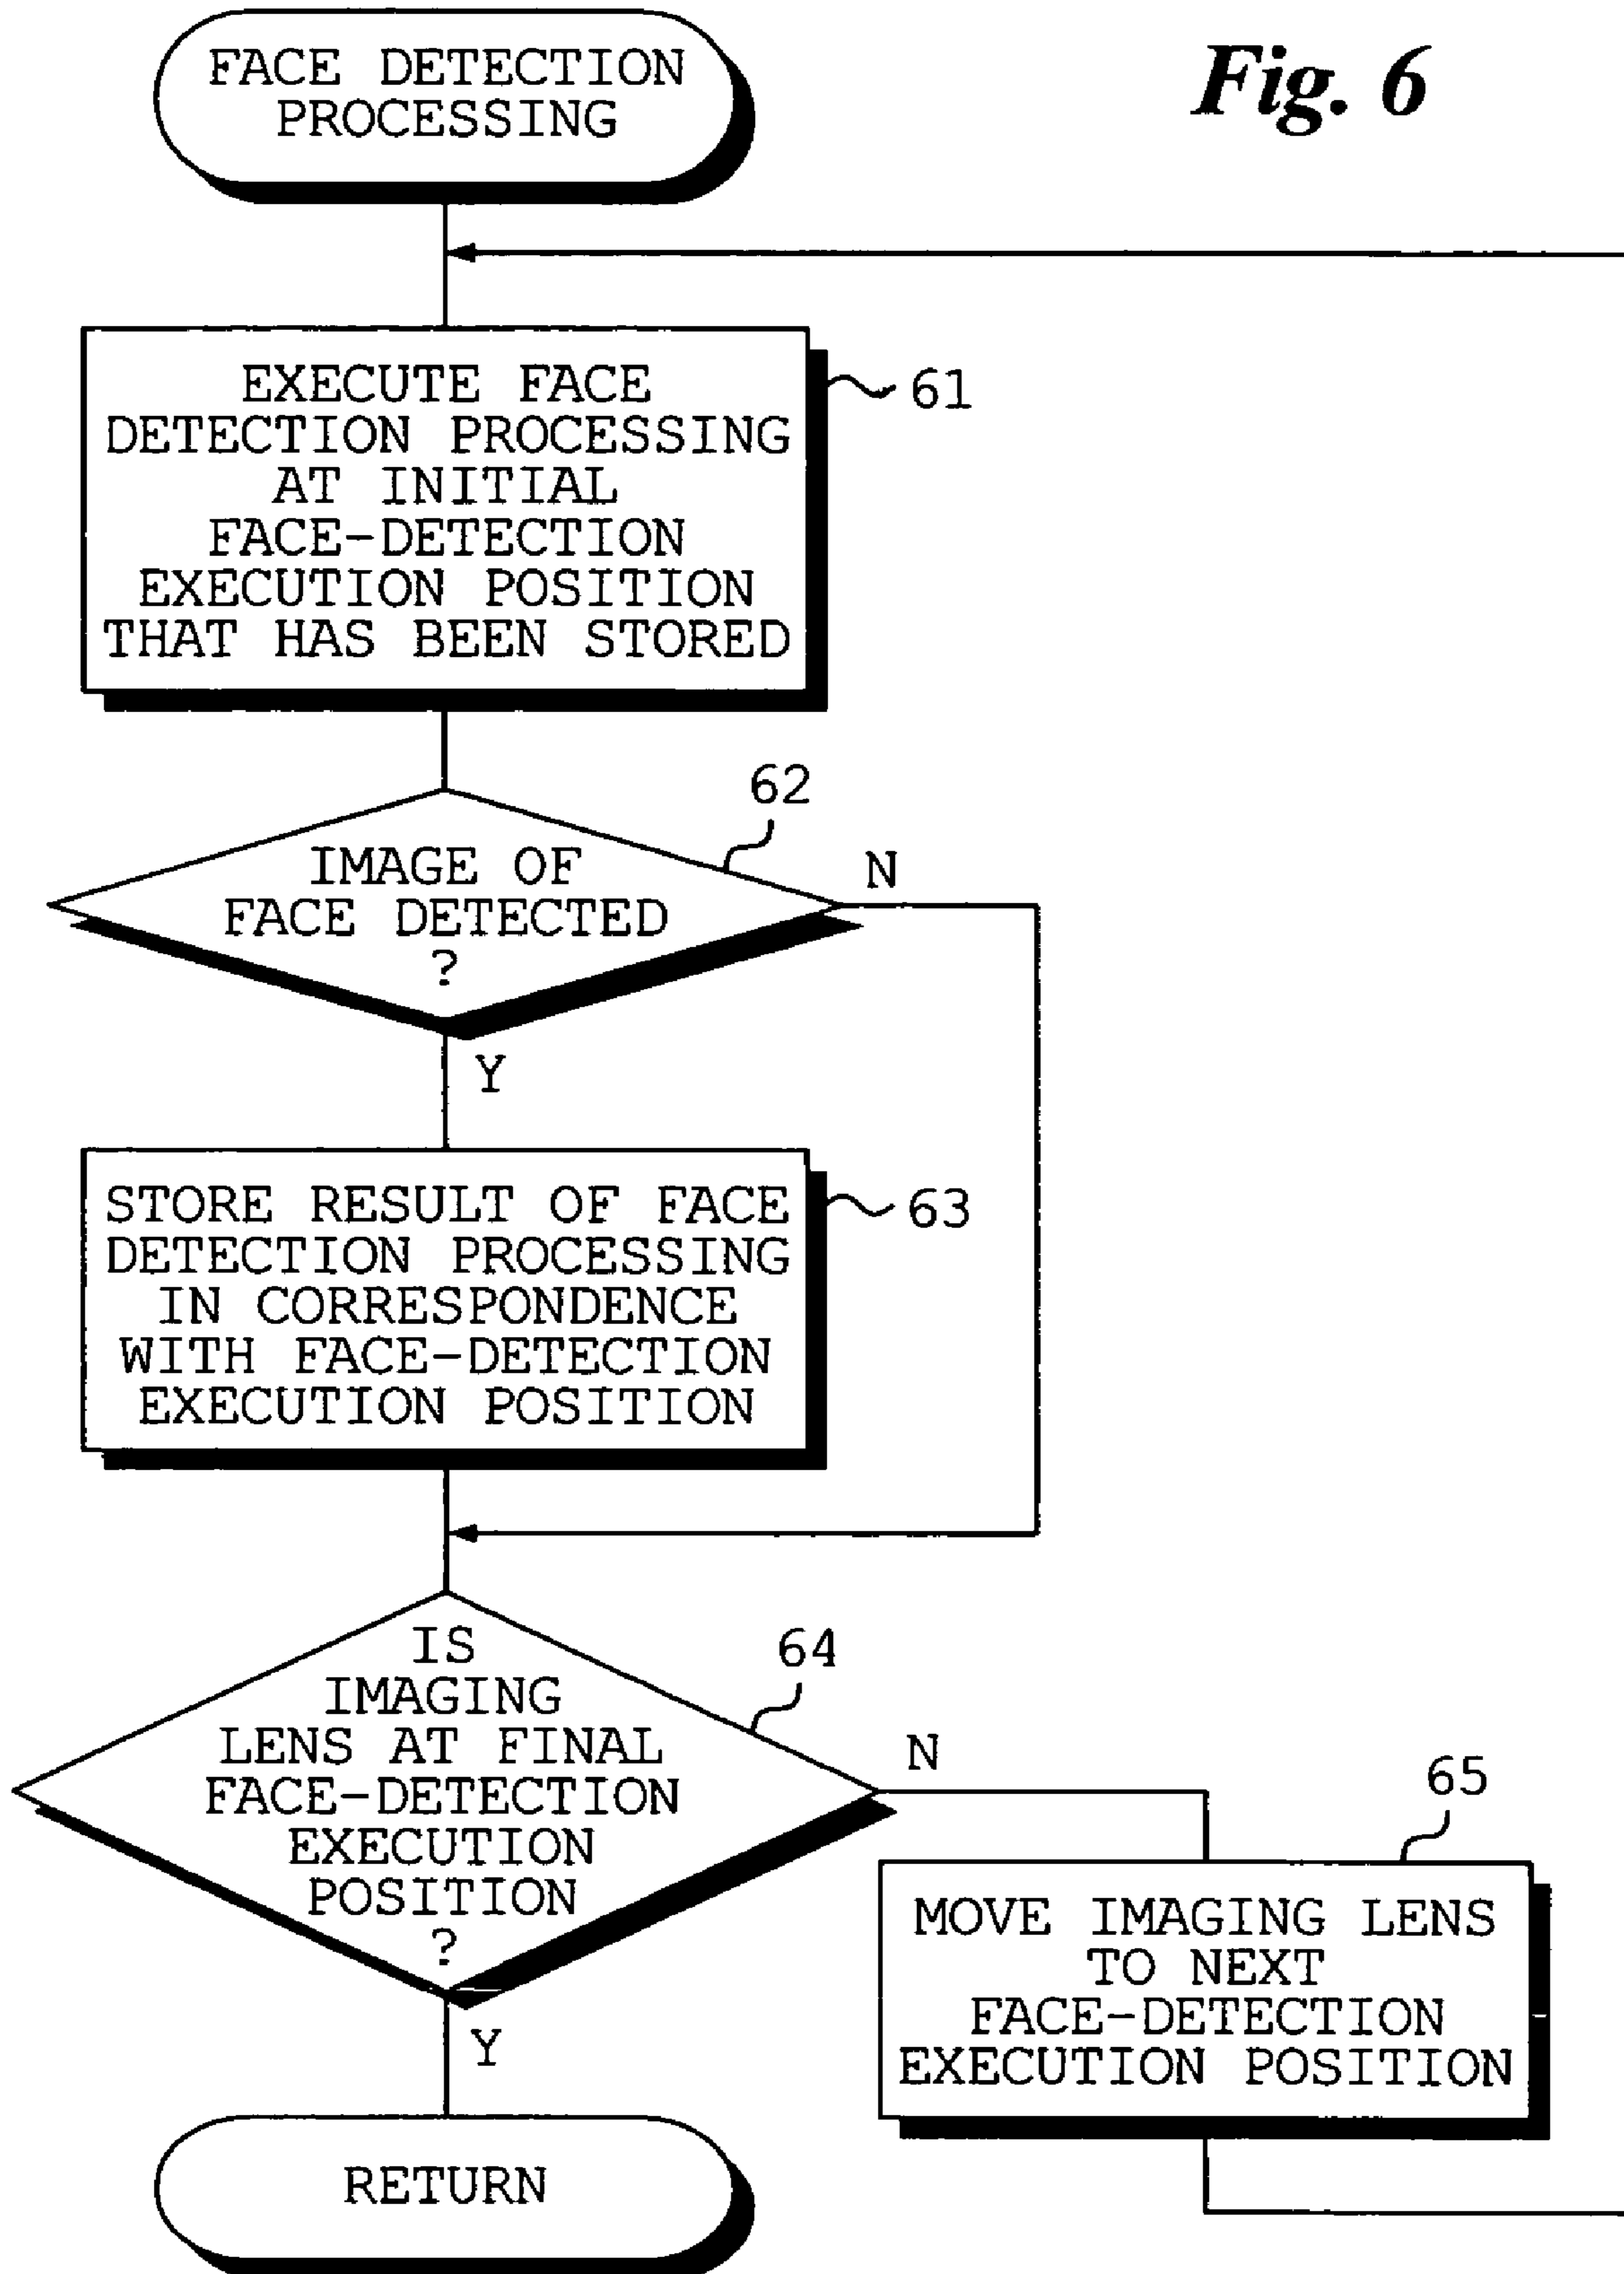 Fig. 6
FACE DETECTION
PROCESSING
EXECUTE FACE
DETECTION PROCESSING
AT INITIAL
FACE-DETECTION
EXECUTION POSITION
THAT HAS BEEN STORED
61
62
IMAGE OF
FACE DETECTED
?
N
Y
STORE RESULT OF FACE
DETECTION PROCESSING
IN CORRESPONDENCE
WITH FACE-DETECTION
EXECUTION POSITION
63
64
IS
IMAGING
LENS AT FINAL
FACE-DETECTION
EXECUTION
POSITION
?
N
Y
65
MOVE IMAGING LENS
TO NEXT
FACE-DETECTION
EXECUTION POSITION
RETURN